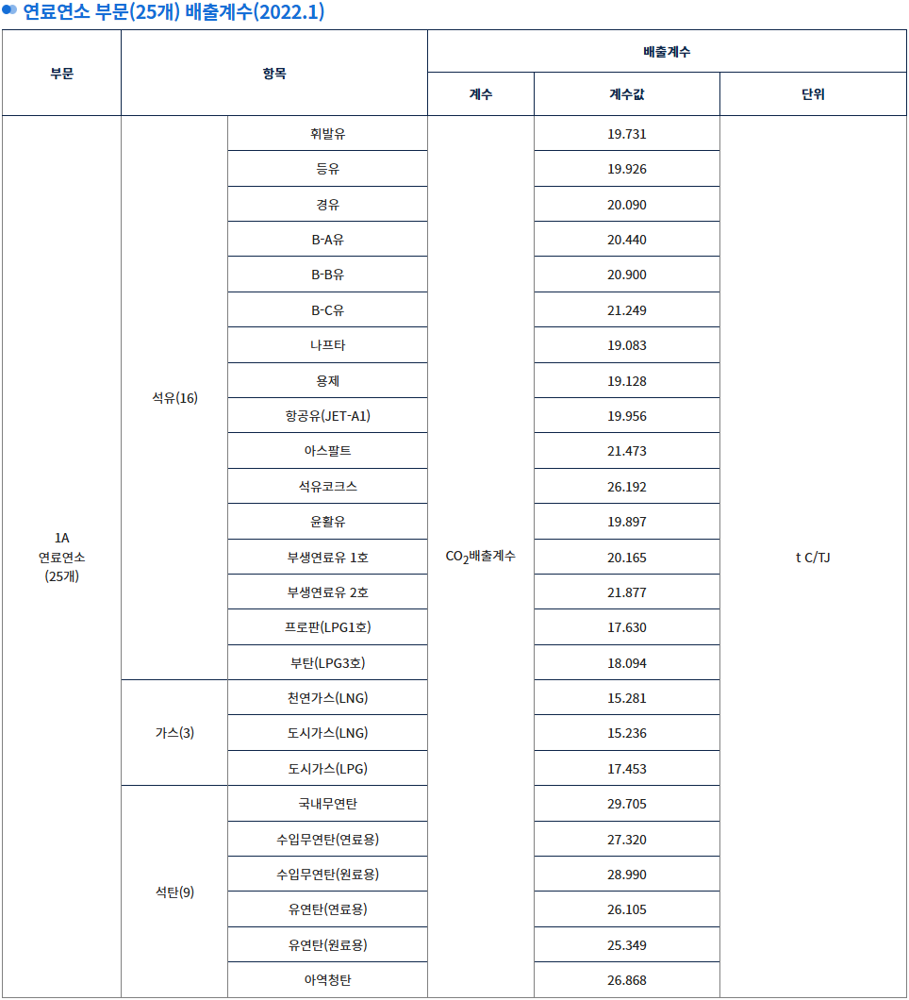 연료연소 부문(25개) 배출계수(2022.1)
부문 항목 배출계수
계수 계수값 단위
휘발유 19.731
등유 19.926
경유 20.090
B-A유 20.440
B-B유 20.900
B-C유 21.249
나프타 19.083
용제 19.128
석유(16)
항공유(JET-A1) 19.956
아스팔트 21.473
석유코크스 26.192
윤활유 19.897
1A
연료연소
(25개)
부생연료유 1호 CO₂배출계수 20.165 t C/TJ
부생연료유 2호 21.877
프로판(LPG1호) 17.630
부탄(LPG3호) 18.094
천연가스(LNG) 15.281
가스(3) 도시가스(LNG) 15.236
도시가스(LPG) 17.453
국내무연탄 29.705
수입무연탄(연료용) 27.320
수입무연탄(원료용) 28.990
석탄(9)
유연탄(연료용) 26.105
유연탄(원료용) 25.349
아역청탄 26.868